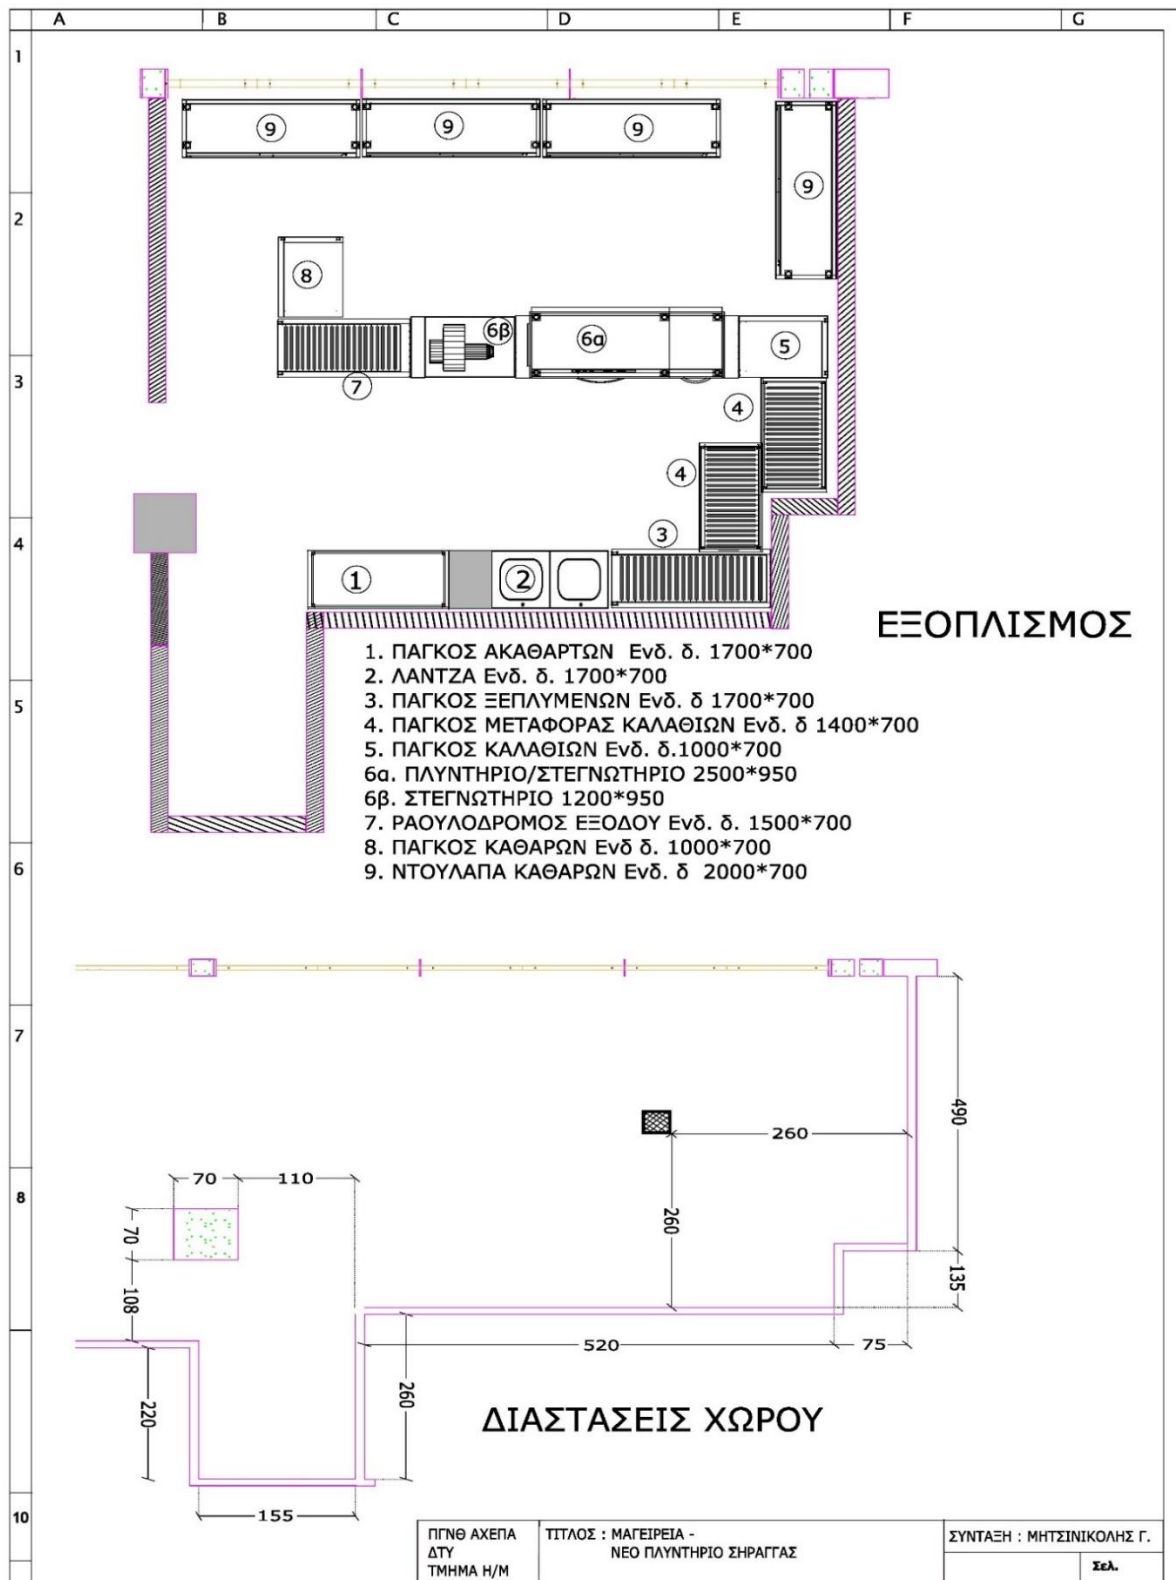 A B C D E F G
1
9 9 9
9
2
8
6β 6α 5
3
7
4
4
3
4
1 2
ΕΞΟΠΛΙΣΜΟΣ
1. ΠΑΓΚΟΣ ΑΚΑΘΑΡΤΩΝ Ενδ. δ. 1700*700
2. ΛΑΝΤΖΑ Ενδ. δ. 1700*700
5
3. ΠΑΓΚΟΣ ΞΕΠΛΥΜΕΝΩΝ Ενδ. δ 1700*700
4. ΠΑΓΚΟΣ ΜΕΤΑΦΟΡΑΣ ΚΑΛΑΘΙΩΝ Ενδ. δ 1400*700
5. ΠΑΓΚΟΣ ΚΑΛΑΘΙΩΝ Ενδ. δ.1000*700
6α. ΠΛΥΝΤΗΡΙΟ/ΣΤΕΓΝΩΤΗΡΙΟ 2500*950
6β. ΣΤΕΓΝΩΤΗΡΙΟ 1200*950
7. ΡΑΟΥΛΟΔΡΟΜΟΣ ΕΞΟΔΟΥ Ενδ. δ. 1500*700
8. ΠΑΓΚΟΣ ΚΑΘΑΡΩΝ Ενδ δ. 1000*700
6
9. ΝΤΟΥΛΑΠΑ ΚΑΘΑΡΩΝ Ενδ. δ 2000*700
7
490
260
8
70 110
70
260
108
135
520 75
220
260
ΔΙΑΣΤΑΣΕΙΣ ΧΩΡΟΥ
155
10
ΠΓΝΘ ΑΧΕΠΑ
ΔΤΥ
ΤΜΗΜΑ Η/Μ
ΤΙΤΛΟΣ : ΜΑΓΕΙΡΕΙΑ -
ΝΕΟ ΠΛΥΝΤΗΡΙΟ ΣΗΡΑΓΓΑΣ
ΣΥΝΤΑΞΗ : ΜΗΤΣΙΝΙΚΟΛΗΣ Γ.
Σελ.